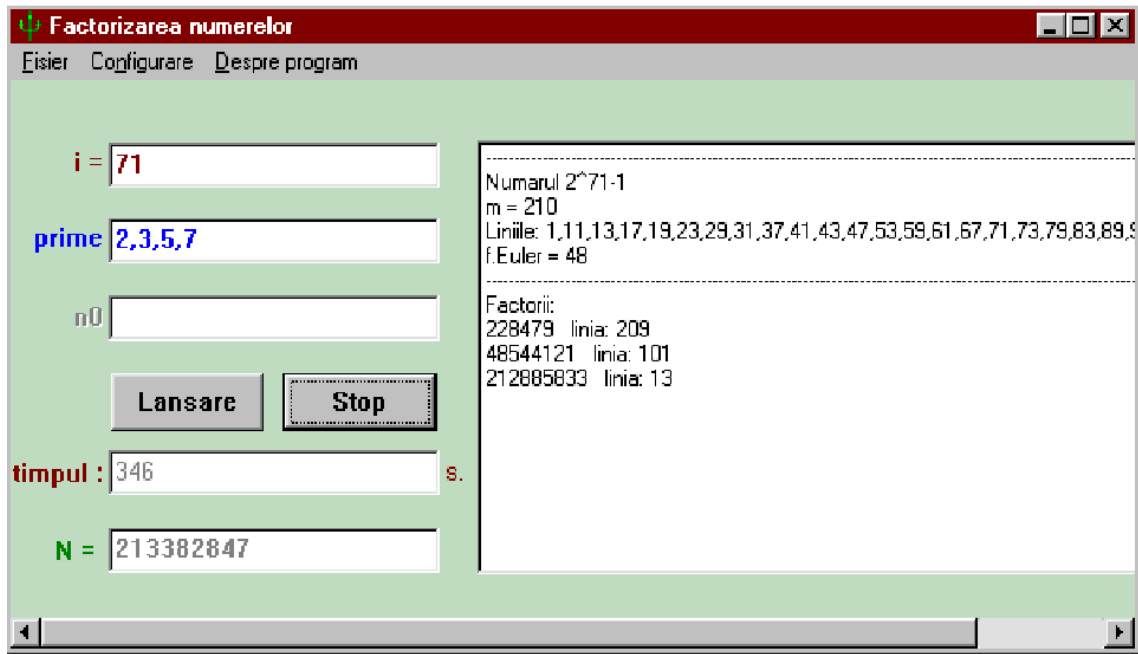 Factorizarea numerelor
Fisier Configurare Despre program
i = 71
prime 2,3,5,7
n0
Lansare Stop
timpul : 346 s.
N = 213382847
Numarul 2^71-1
m = 210
Liniile: 1,11,13,17,19,23,29,31,37,41,43,47,53,59,61,67,71,73,79,83,89,
f.Euler = 48
Factorii:
228479 linia: 209
48544121 linia: 101
212885833 linia: 13